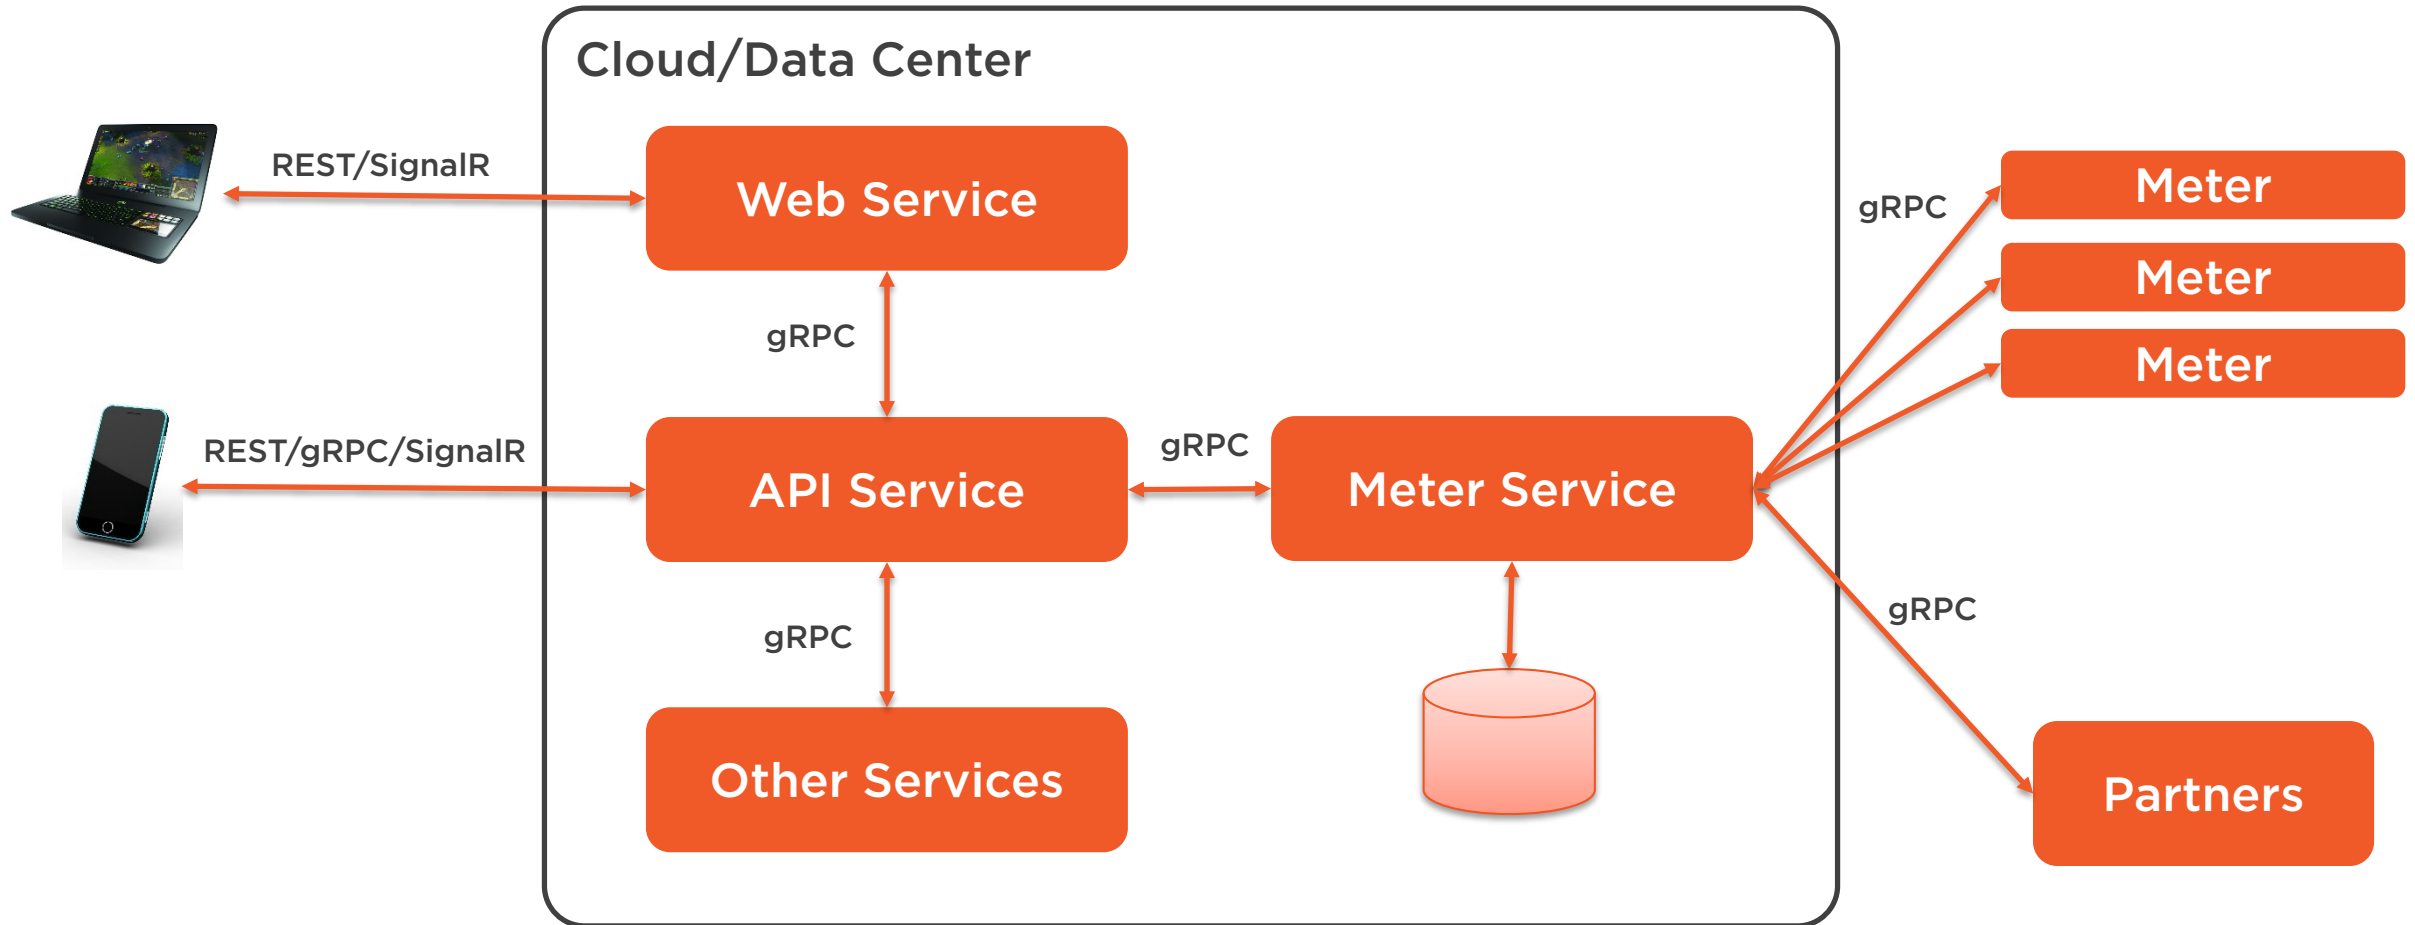 Cloud/Data Center
REST/SignalR
Web Service
gRPC
Meter
gRPC
Meter
gRPC
Meter
REST/gRPC/SignalR
API Service
gRPC
Meter Service
gRPC
gRPC
Other Services
Partners